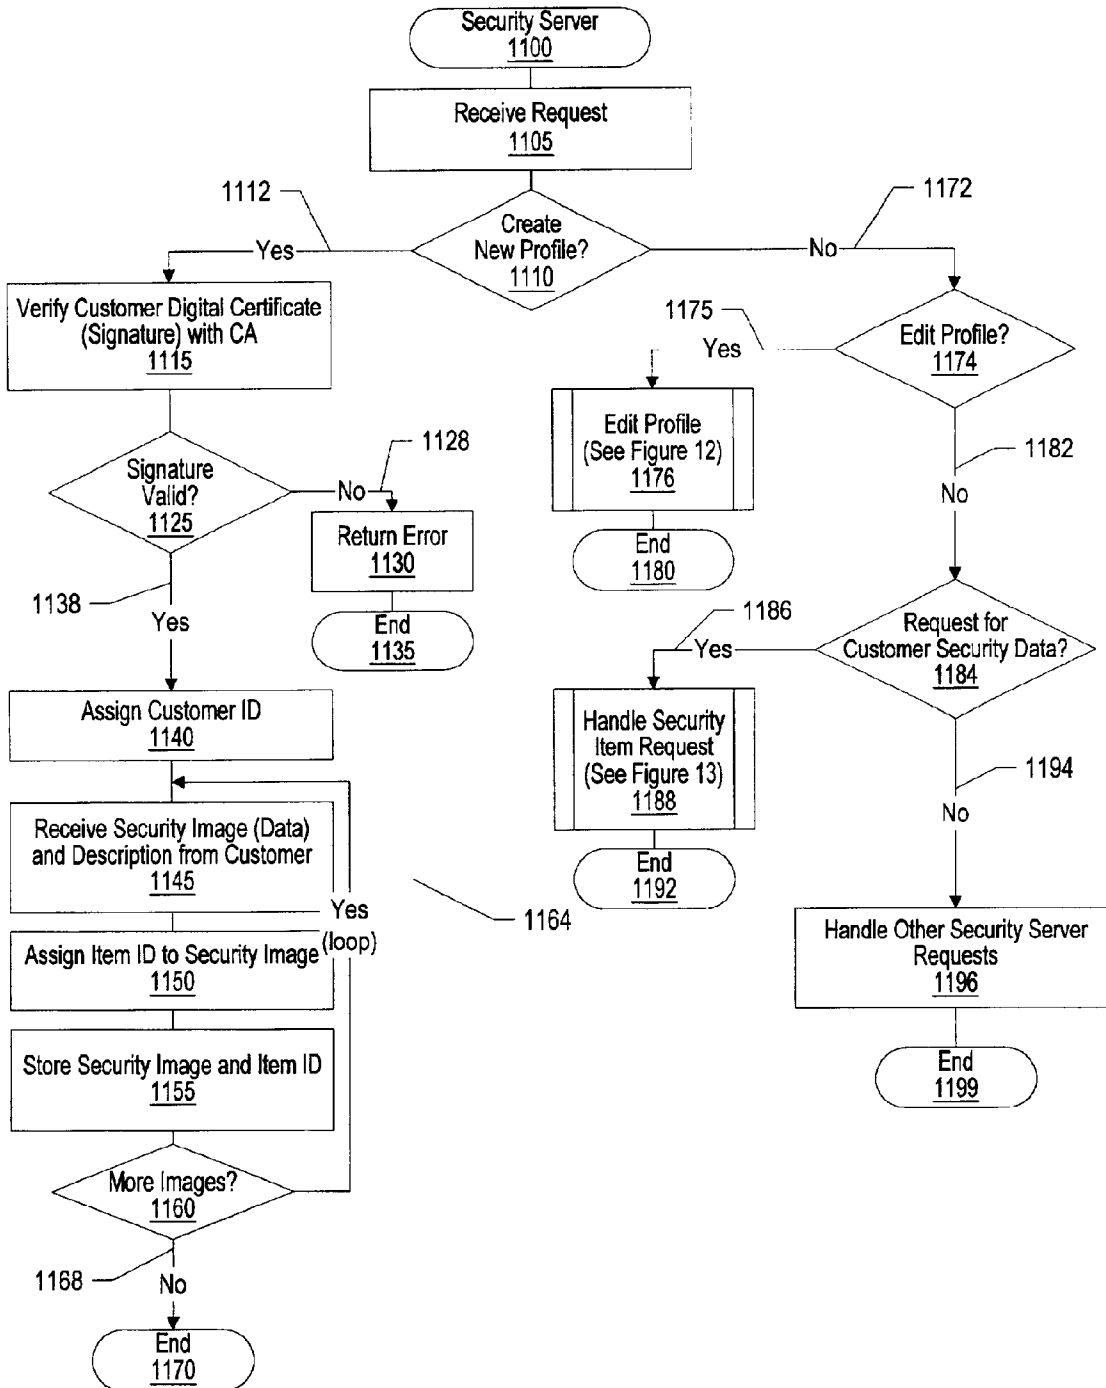 Security Server
1100
Receive Request
1105
1112
1172
Create
New Profile?
1110
Yes
No
Verify Customer Digital Certificate
(Signature) with CA
1115
1175
Yes
Edit Profile?
1174
Edit Profile
(See Figure 12)
1176
1128
1182
Signature
Valid?
1125
No
No
Return Error
1130
End
1180
1138
Yes
End
1135
1186
Yes
Request for
Customer Security Data?
1184
Assign Customer ID
1140
Handle Security
Item Request
(See Figure 13)
1188
1194
No
Receive Security Image (Data)
and Description from Customer
1145
End
1192
Yes
(loop)
1164
Assign Item ID to Security Image
1150
Handle Other Security Server
Requests
1196
Store Security Image and Item ID
1155
End
1199
More Images?
1160
1168
No
End
1170